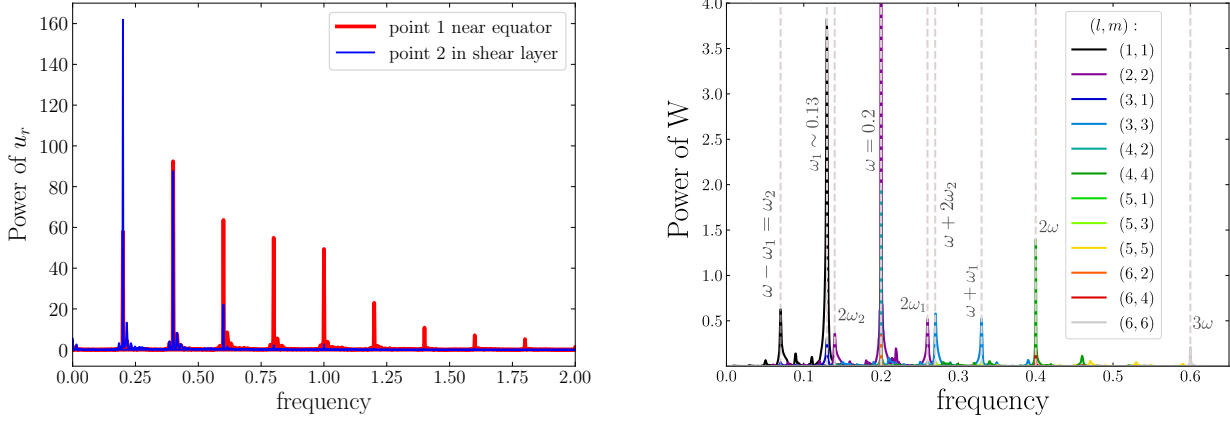 Power of u_r
160
140
120
100
80
60
40
20
0
point 1 near equator
point 2 in shear layer
0.00
0.25
0.50
0.75
1.00
1.25
1.50
1.75
2.00
frequency
Power of W
4.0
3.5
3.0
2.5
2.0
1.5
1.0
0.5
ω − ω₁ = ω₂
ω₁ ∼ 0.13
2ω₂
ω = 0.2
2ω₁
ω + 2ω₂
ω + ω₁
2ω
3ω
(l, m) :
(1, 1)
(2, 2)
(3, 1)
(3, 3)
(4, 2)
(4, 4)
(5, 1)
(5, 3)
(5, 5)
(6, 2)
(6, 4)
(6, 6)
0.0
0.1
0.2
0.3
0.4
0.5
0.6
frequency